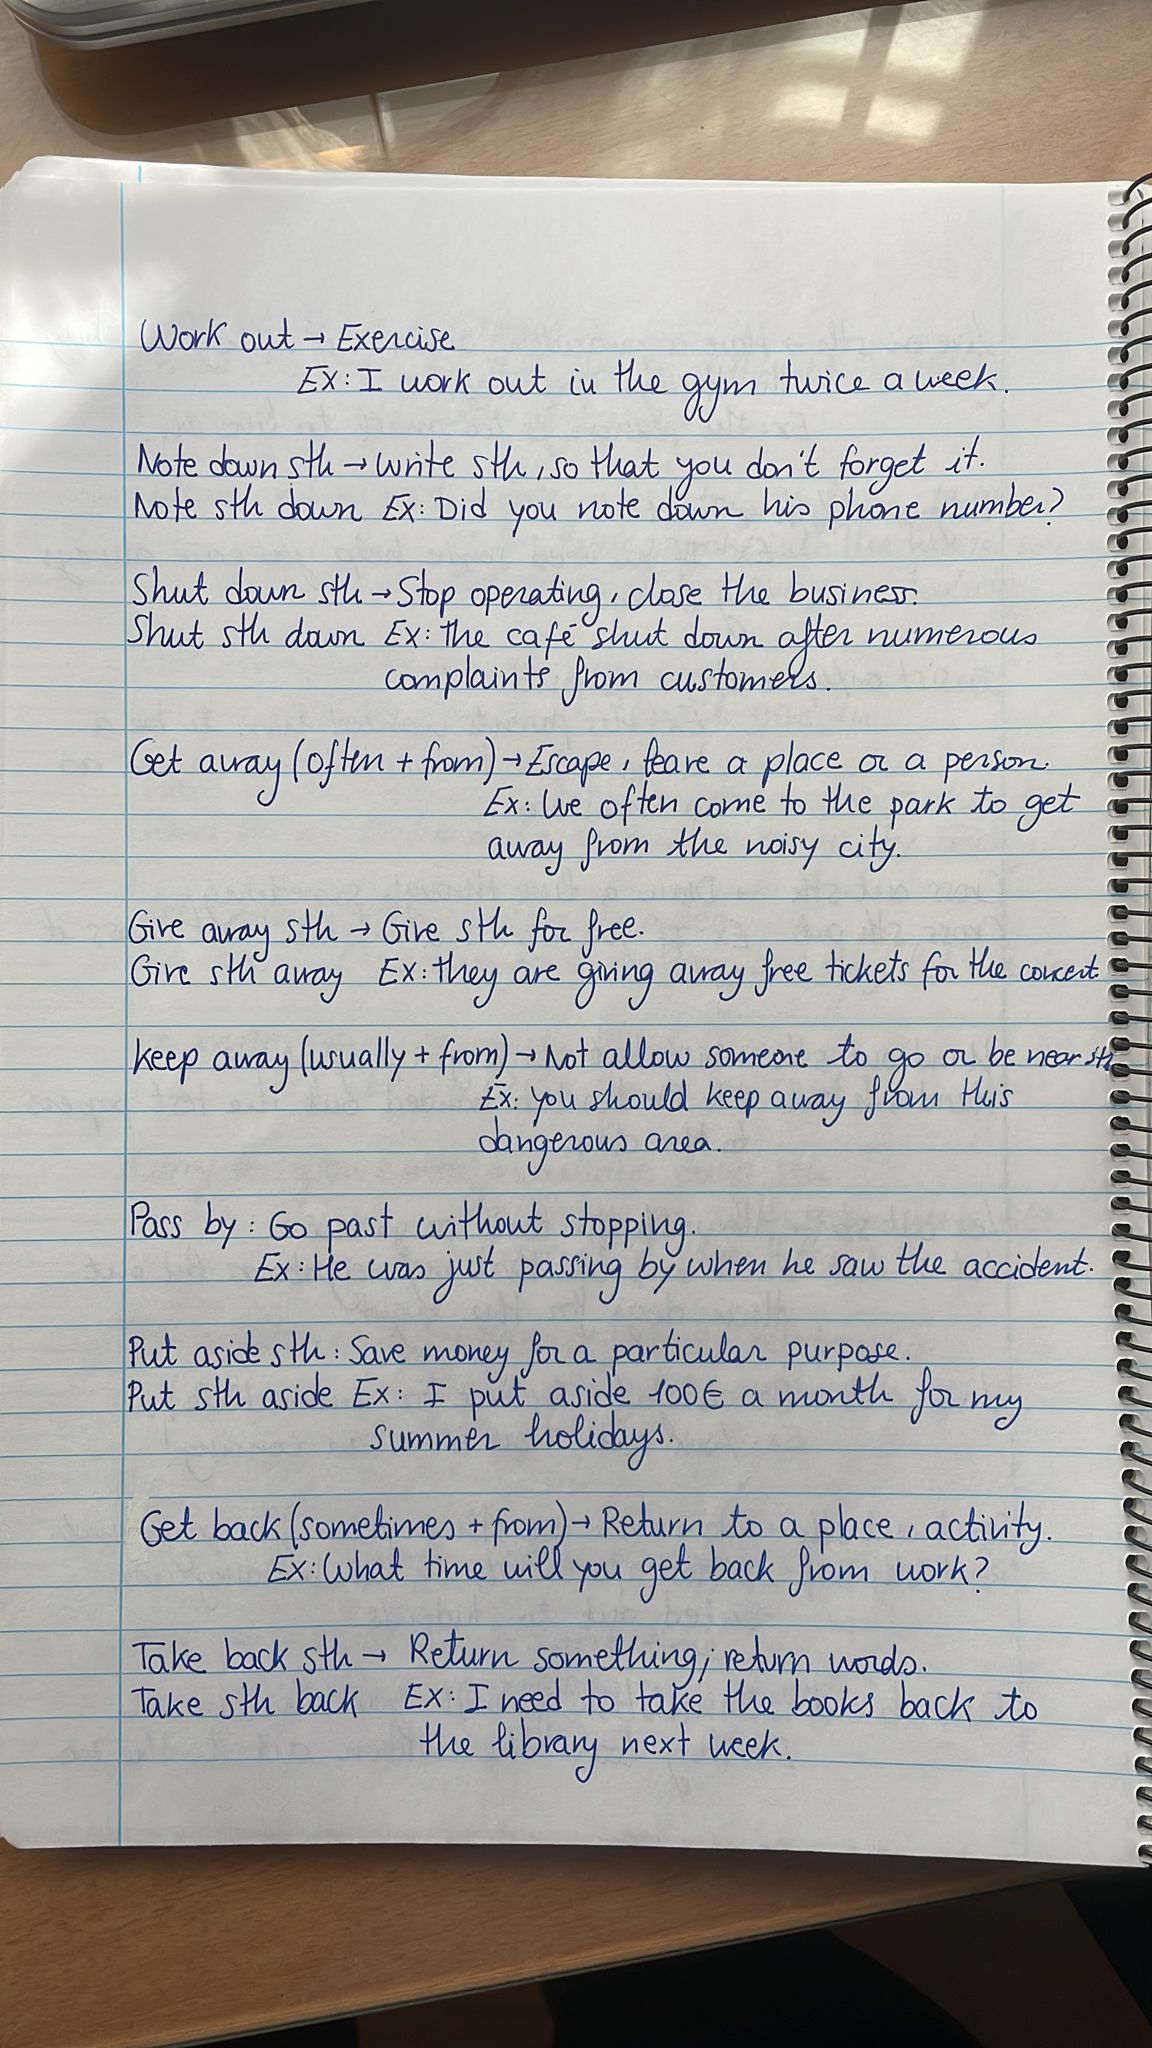 Work out → Exercise
Ex: I work out in the gym twice a week.
Note down sth → Write sth, so that you don't forget it.
Note sth down Ex: Did you note down his phone number?
Shut down sth → Stop operating, close the business.
Shut sth down Ex: The café shut down after numerous
complaints from customers.
Get away (often + from) → Escape, leave a place or a person.
Ex: We often come to the park to get
away from the noisy city.
Give away sth → Give sth for free.
Give sth away Ex: They are giving away free tickets for the concert
Keep away (usually + from) → Not allow someone to go or be near sth
Ex: You should keep away from this
dangerous area.
Pass by: Go past without stopping.
Ex: He was just passing by when he saw the accident.
Put aside sth: Save money for a particular purpose.
Put sth aside Ex: I put aside 100€ a month for my
summer holidays.
Get back (sometimes + from) → Return to a place, activity.
Ex: What time will you get back from work?
Take back sth → Return something; return words.
Take sth back Ex: I need to take the books back to
the library next week.